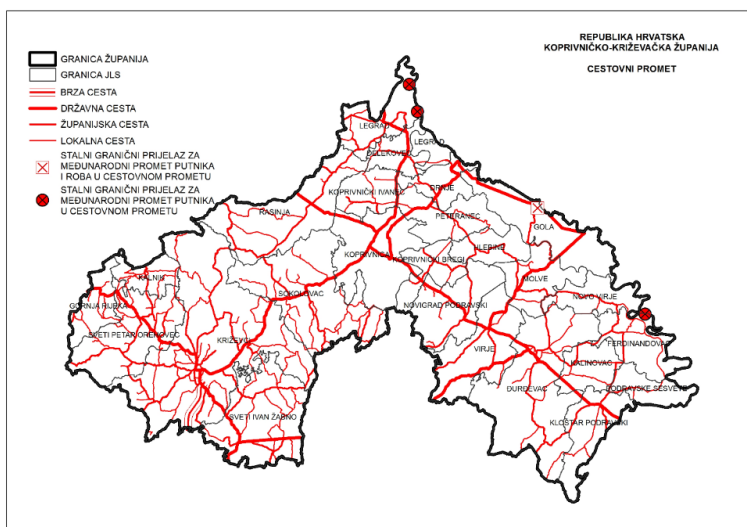 REPUBLIKA HRVATSKA
KOPRIVNIČKO-KRIŽEVAČKA ŽUPANIJA
CESTOVNI PROMET
GRANICA ŽUPANIJA
GRANICA JLS
BRZA CESTA
DRŽAVNA CESTA
ŽUPANIJSKA CESTA
LOKALNA CESTA
STALNI GRANIČNI PRIJELAZ ZA
MEĐUNARODNI PROMET PUTNIKA
I ROBA U CESTOVNOM PROMETU
STALNI GRANIČNI PRIJELAZ ZA
MEĐUNARODNI PROMET PUTNIKA
U CESTOVNOM PROMETU
LEGRAD
LEGRAD
ĐELEKOVEC
KOPRIVNIČKI IVANEC
DRNJE
RASINJA
PETERANEC
GOLA
HLEBINE
KOPRIVNICA
KOPRIVNIČKI BREGI
MOLVE
KALNIK
SOKOLOVAC
NOVO VIRJE
GORNJA RIJEKA
NOVIGRAD PODRAVSKI
SVETI PETAR OREHOVEC
KRIŽEVCI
FERDINANDOVAC
VIRJE
KALINOVAC
ĐURĐEVAC
PODRAVSKE SESVETE
SVETI IVAN ŽABNO
KLOŠTAR PODRAVSKI